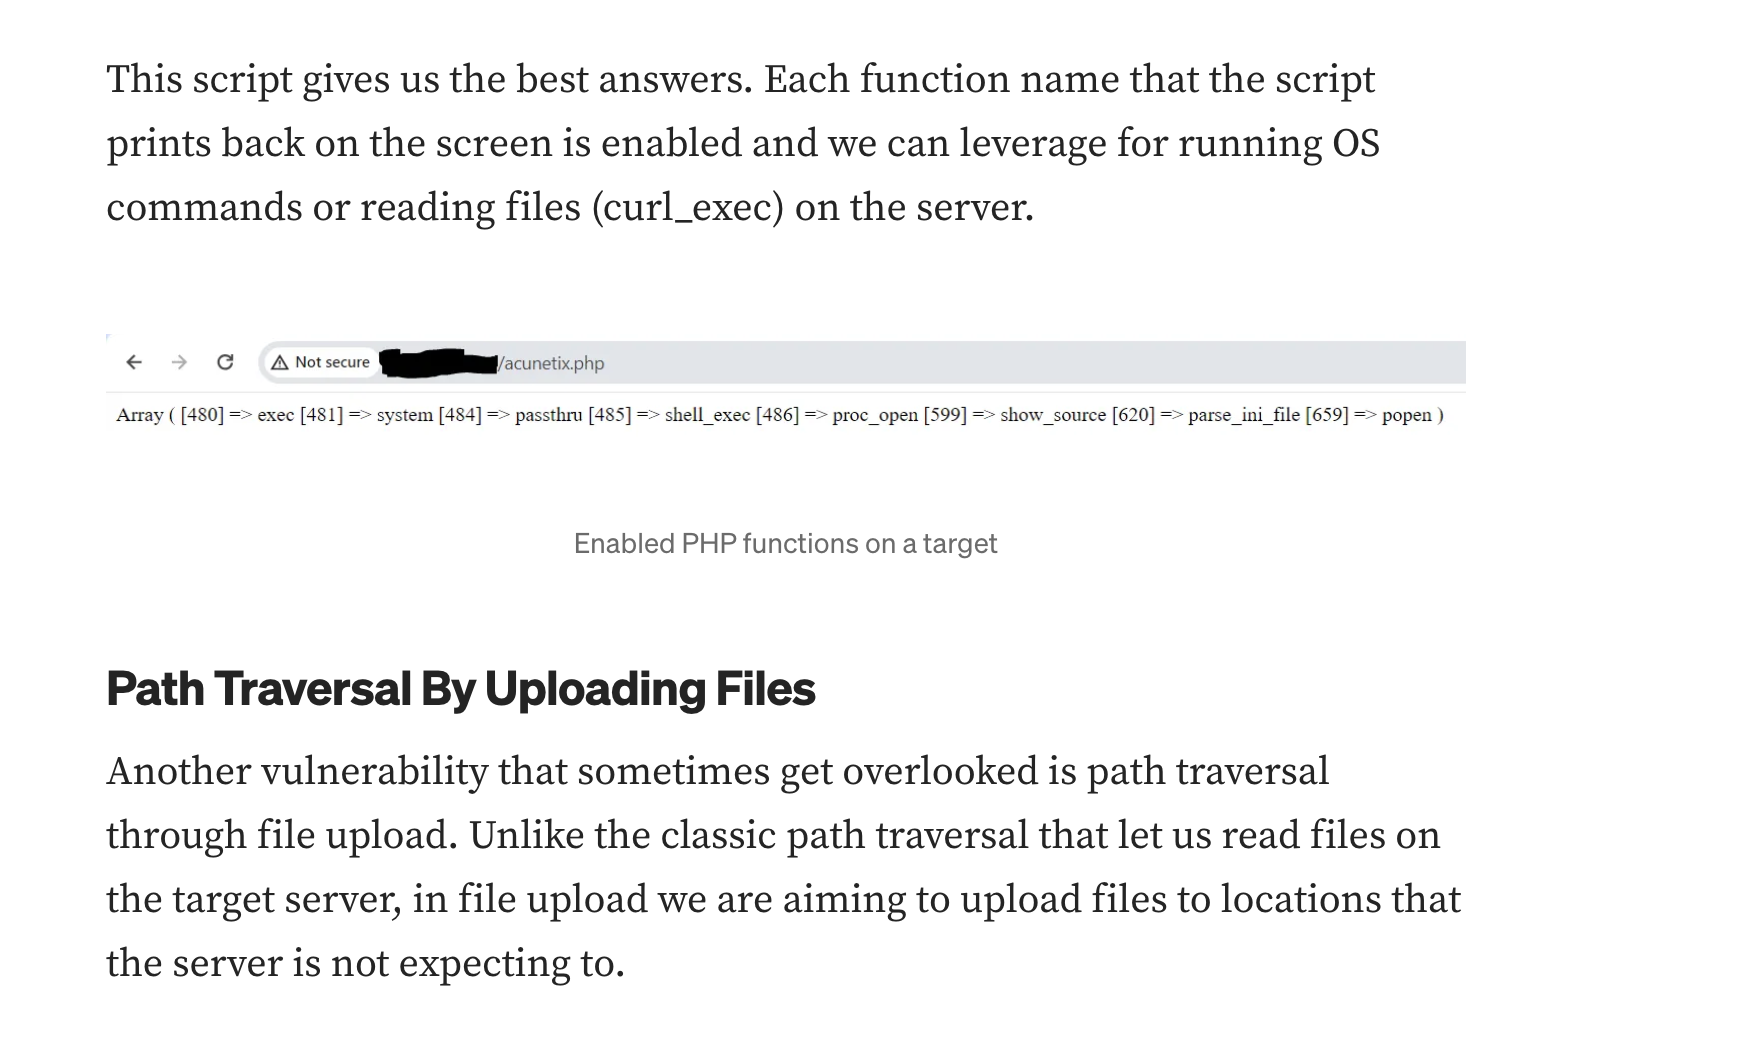 This script gives us the best answers. Each function name that the script
prints back on the screen is enabled and we can leverage for running OS
commands or reading files (curl_exec) on the server.
Not secure /acunetix.php
Array ( [480] => exec [481] => system [484] => passthru [485] => shell_exec [486] => proc_open [599] => show_source [620] => parse_ini_file [659] => popen )
Enabled PHP functions on a target
Path Traversal By Uploading Files
Another vulnerability that sometimes get overlooked is path traversal
through file upload. Unlike the classic path traversal that let us read files on
the target server, in file upload we are aiming to upload files to locations that
the server is not expecting to.